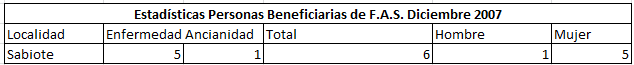 Estadísticas Personas Beneficiarias de F.A.S. Diciembre 2007
Localidad Enfermedad Ancianidad Total Hombre Mujer
Sabiote 5 1 6 1 5